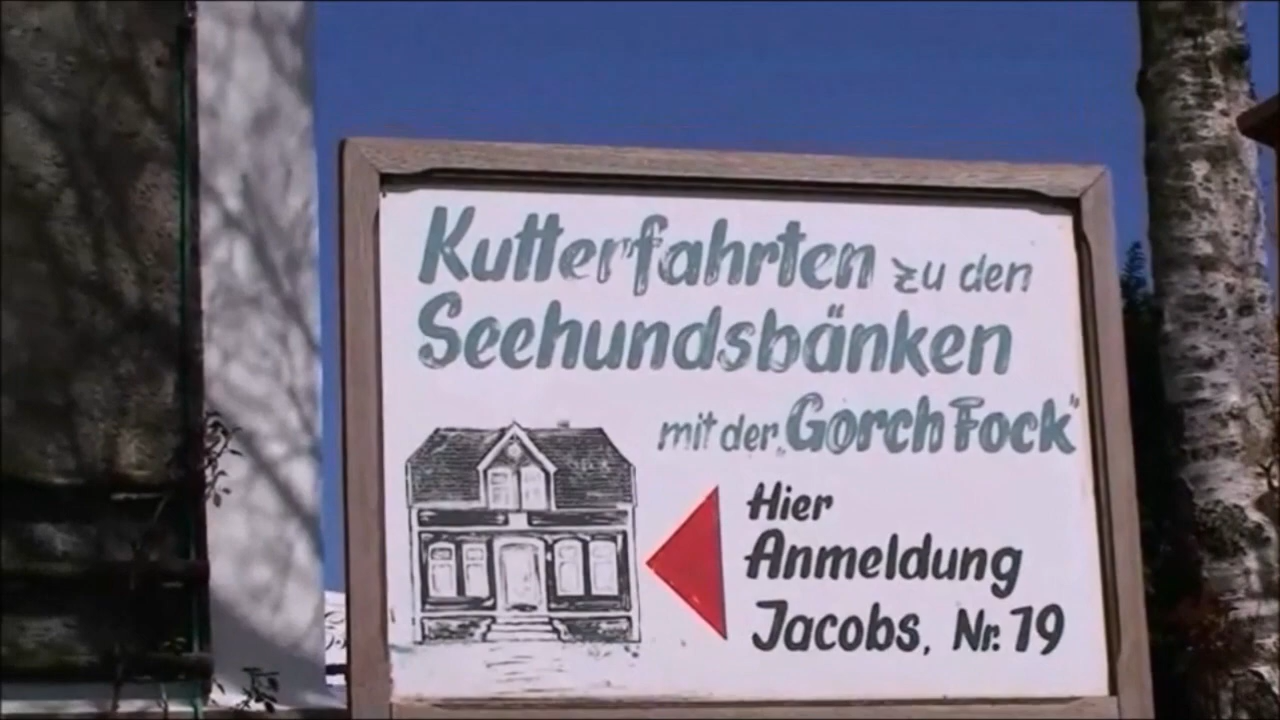 Kutterfahrten zu den
Seehundsbänken
mit der „Gorch Fock"
Hier
Anmeldung
Jacobs, Nr. 19